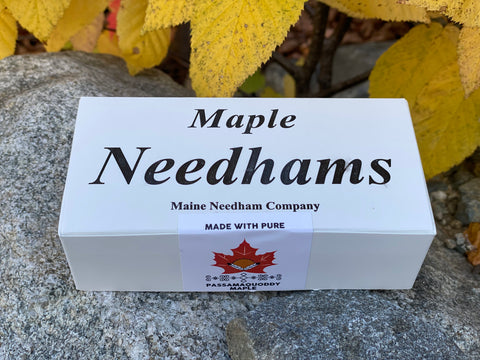 Maple
Needhams
Maine Needham Company
MADE WITH PURE
PASSAMAQUODDY
MAPLE